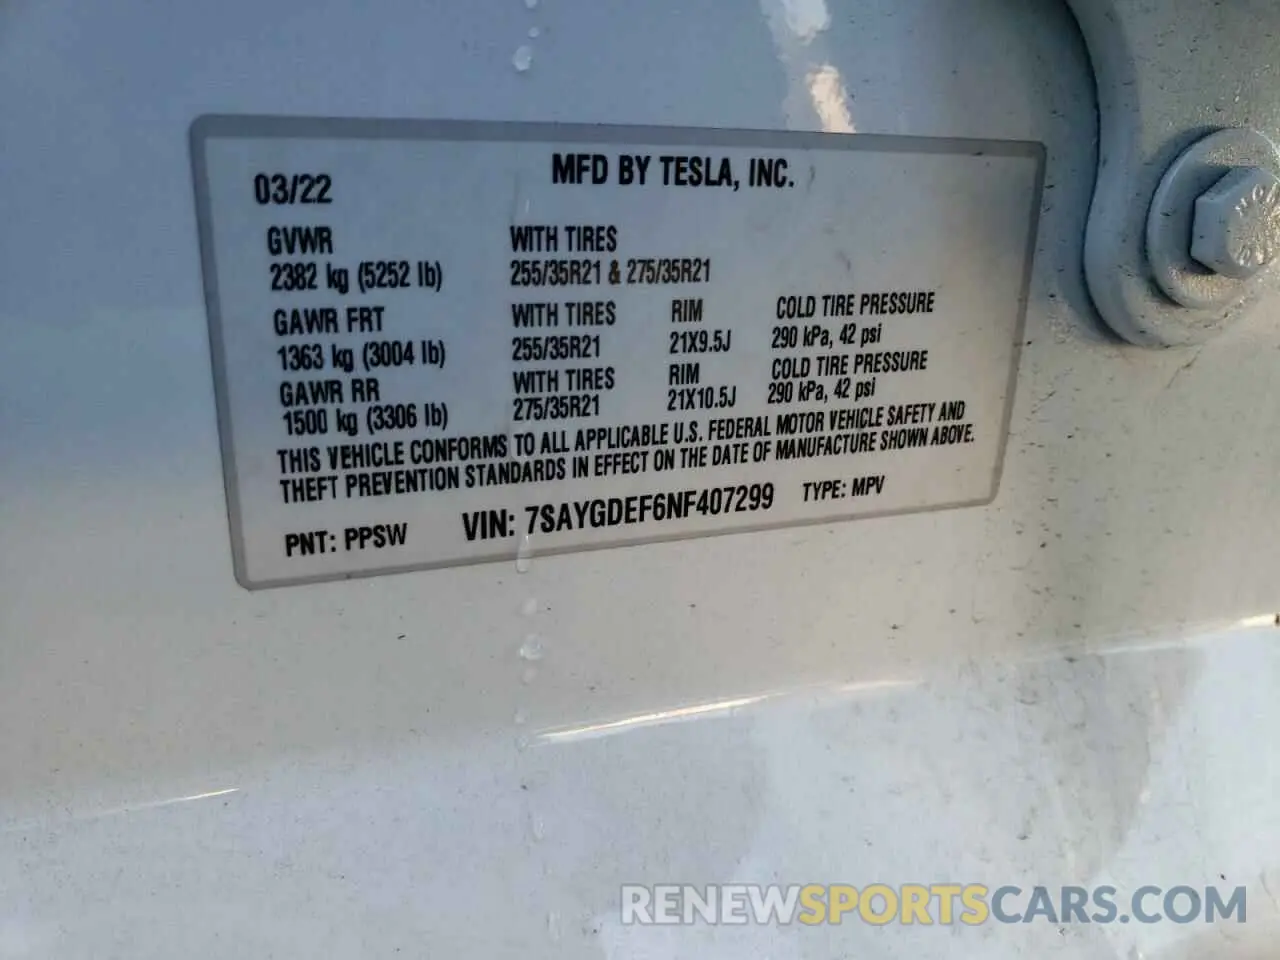 MFD BY TESLA, INC.
03/22
GVWR WITH TIRES
2382 kg (5252 lb) 255/35R21 & 275/35R21
GAWR FRT WITH TIRES RIM COLD TIRE PRESSURE
1363 kg (3004 lb) 255/35R21 21X9.5J 290 kPa, 42 psi
GAWR RR WITH TIRES RIM COLD TIRE PRESSURE
1500 kg (3306 lb) 275/35R21 21X10.5J 290 kPa, 42 psi
THIS VEHICLE CONFORMS TO ALL APPLICABLE U.S. FEDERAL MOTOR VEHICLE SAFETY AND
THEFT PREVENTION STANDARDS IN EFFECT ON THE DATE OF MANUFACTURE SHOWN ABOVE.
PNT: PPSW VIN: 7SAYGDEF6NF407299 TYPE: MPV
RENEWSPORTSCARS.COM